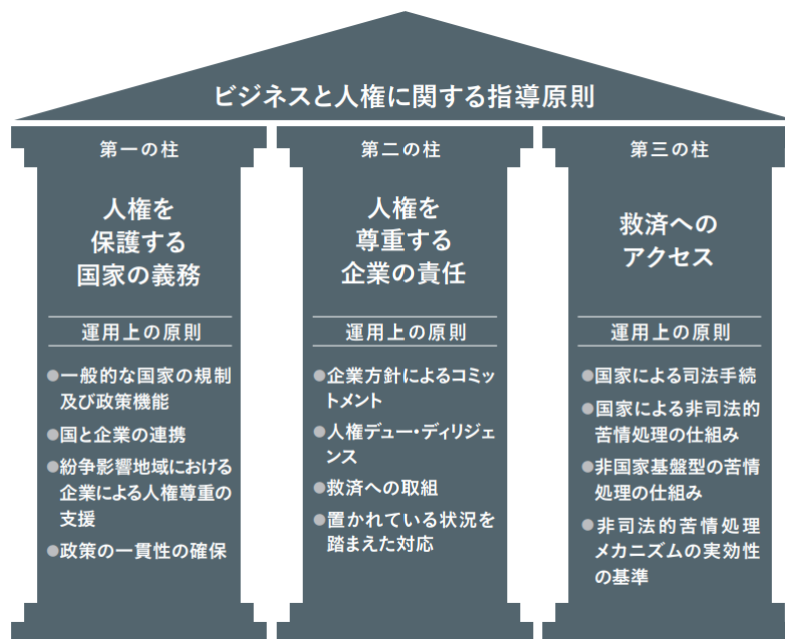 ビジネスと人権に関する指導原則
第一の柱
人権を
保護する
国家の義務
運用上の原則
●一般的な国家の規制
及び政策機能
●国と企業の連携
●紛争影響地域における
企業による人権尊重の
支援
●政策の一貫性の確保
第二の柱
人権を
尊重する
企業の責任
運用上の原則
●企業方針によるコミッ
トメント
●人権デュー・ディリジェ
ンス
●救済への取組
●置かれている状況を
踏まえた対応
第三の柱
救済への
アクセス
運用上の原則
●国家による司法手続
●国家による非司法的
苦情処理の仕組み
●非国家基盤型の苦情
処理の仕組み
●非司法的苦情処理
メカニズムの実効性
の基準